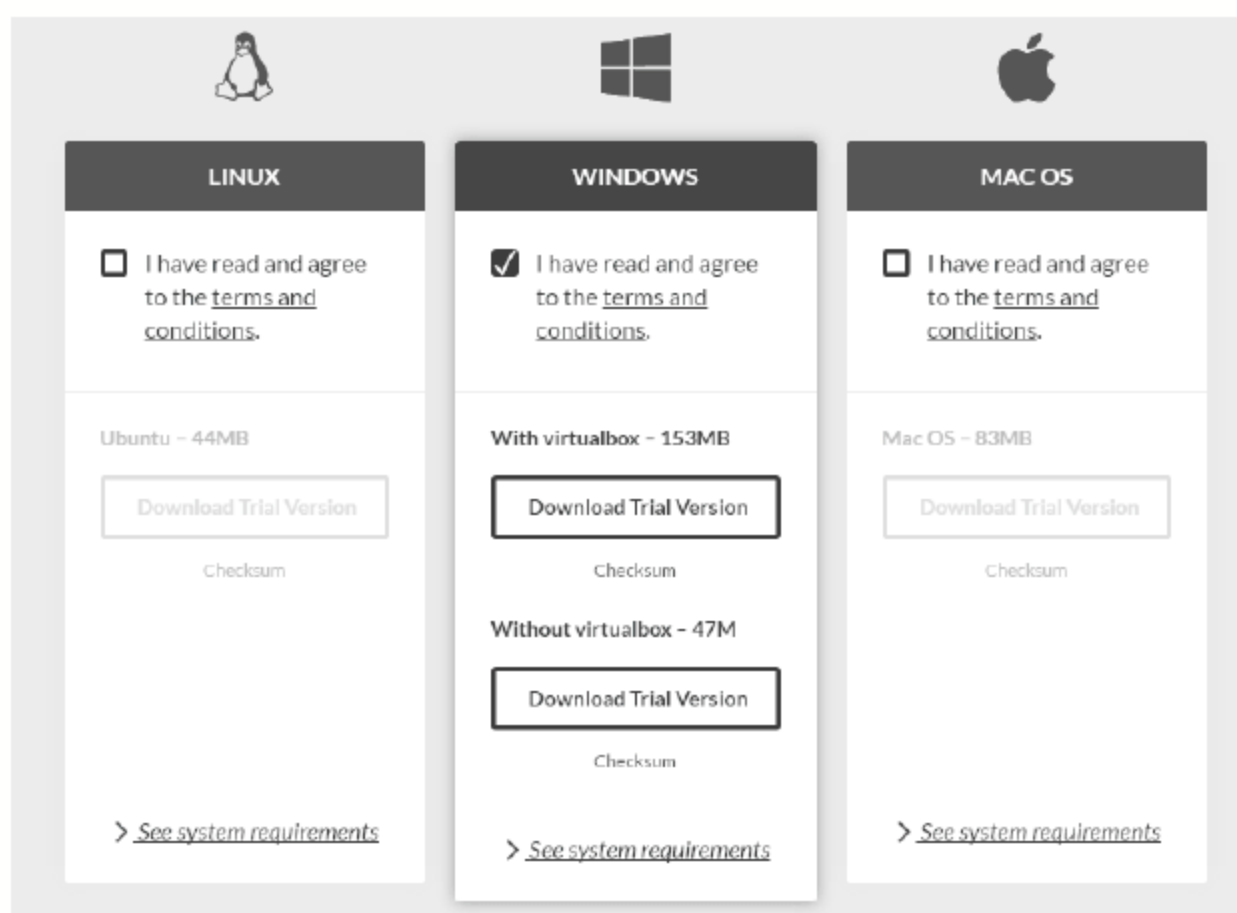 LINUX
I have read and agree
to the terms and
conditions.
Ubuntu – 44MB
Download Trial Version
Checksum
See system requirements
WINDOWS
I have read and agree
to the terms and
conditions.
With virtualbox – 153MB
Download Trial Version
Checksum
Without virtualbox – 47M
Download Trial Version
Checksum
See system requirements
MAC OS
I have read and agree
to the terms and
conditions.
Mac OS – 83MB
Download Trial Version
Checksum
See system requirements